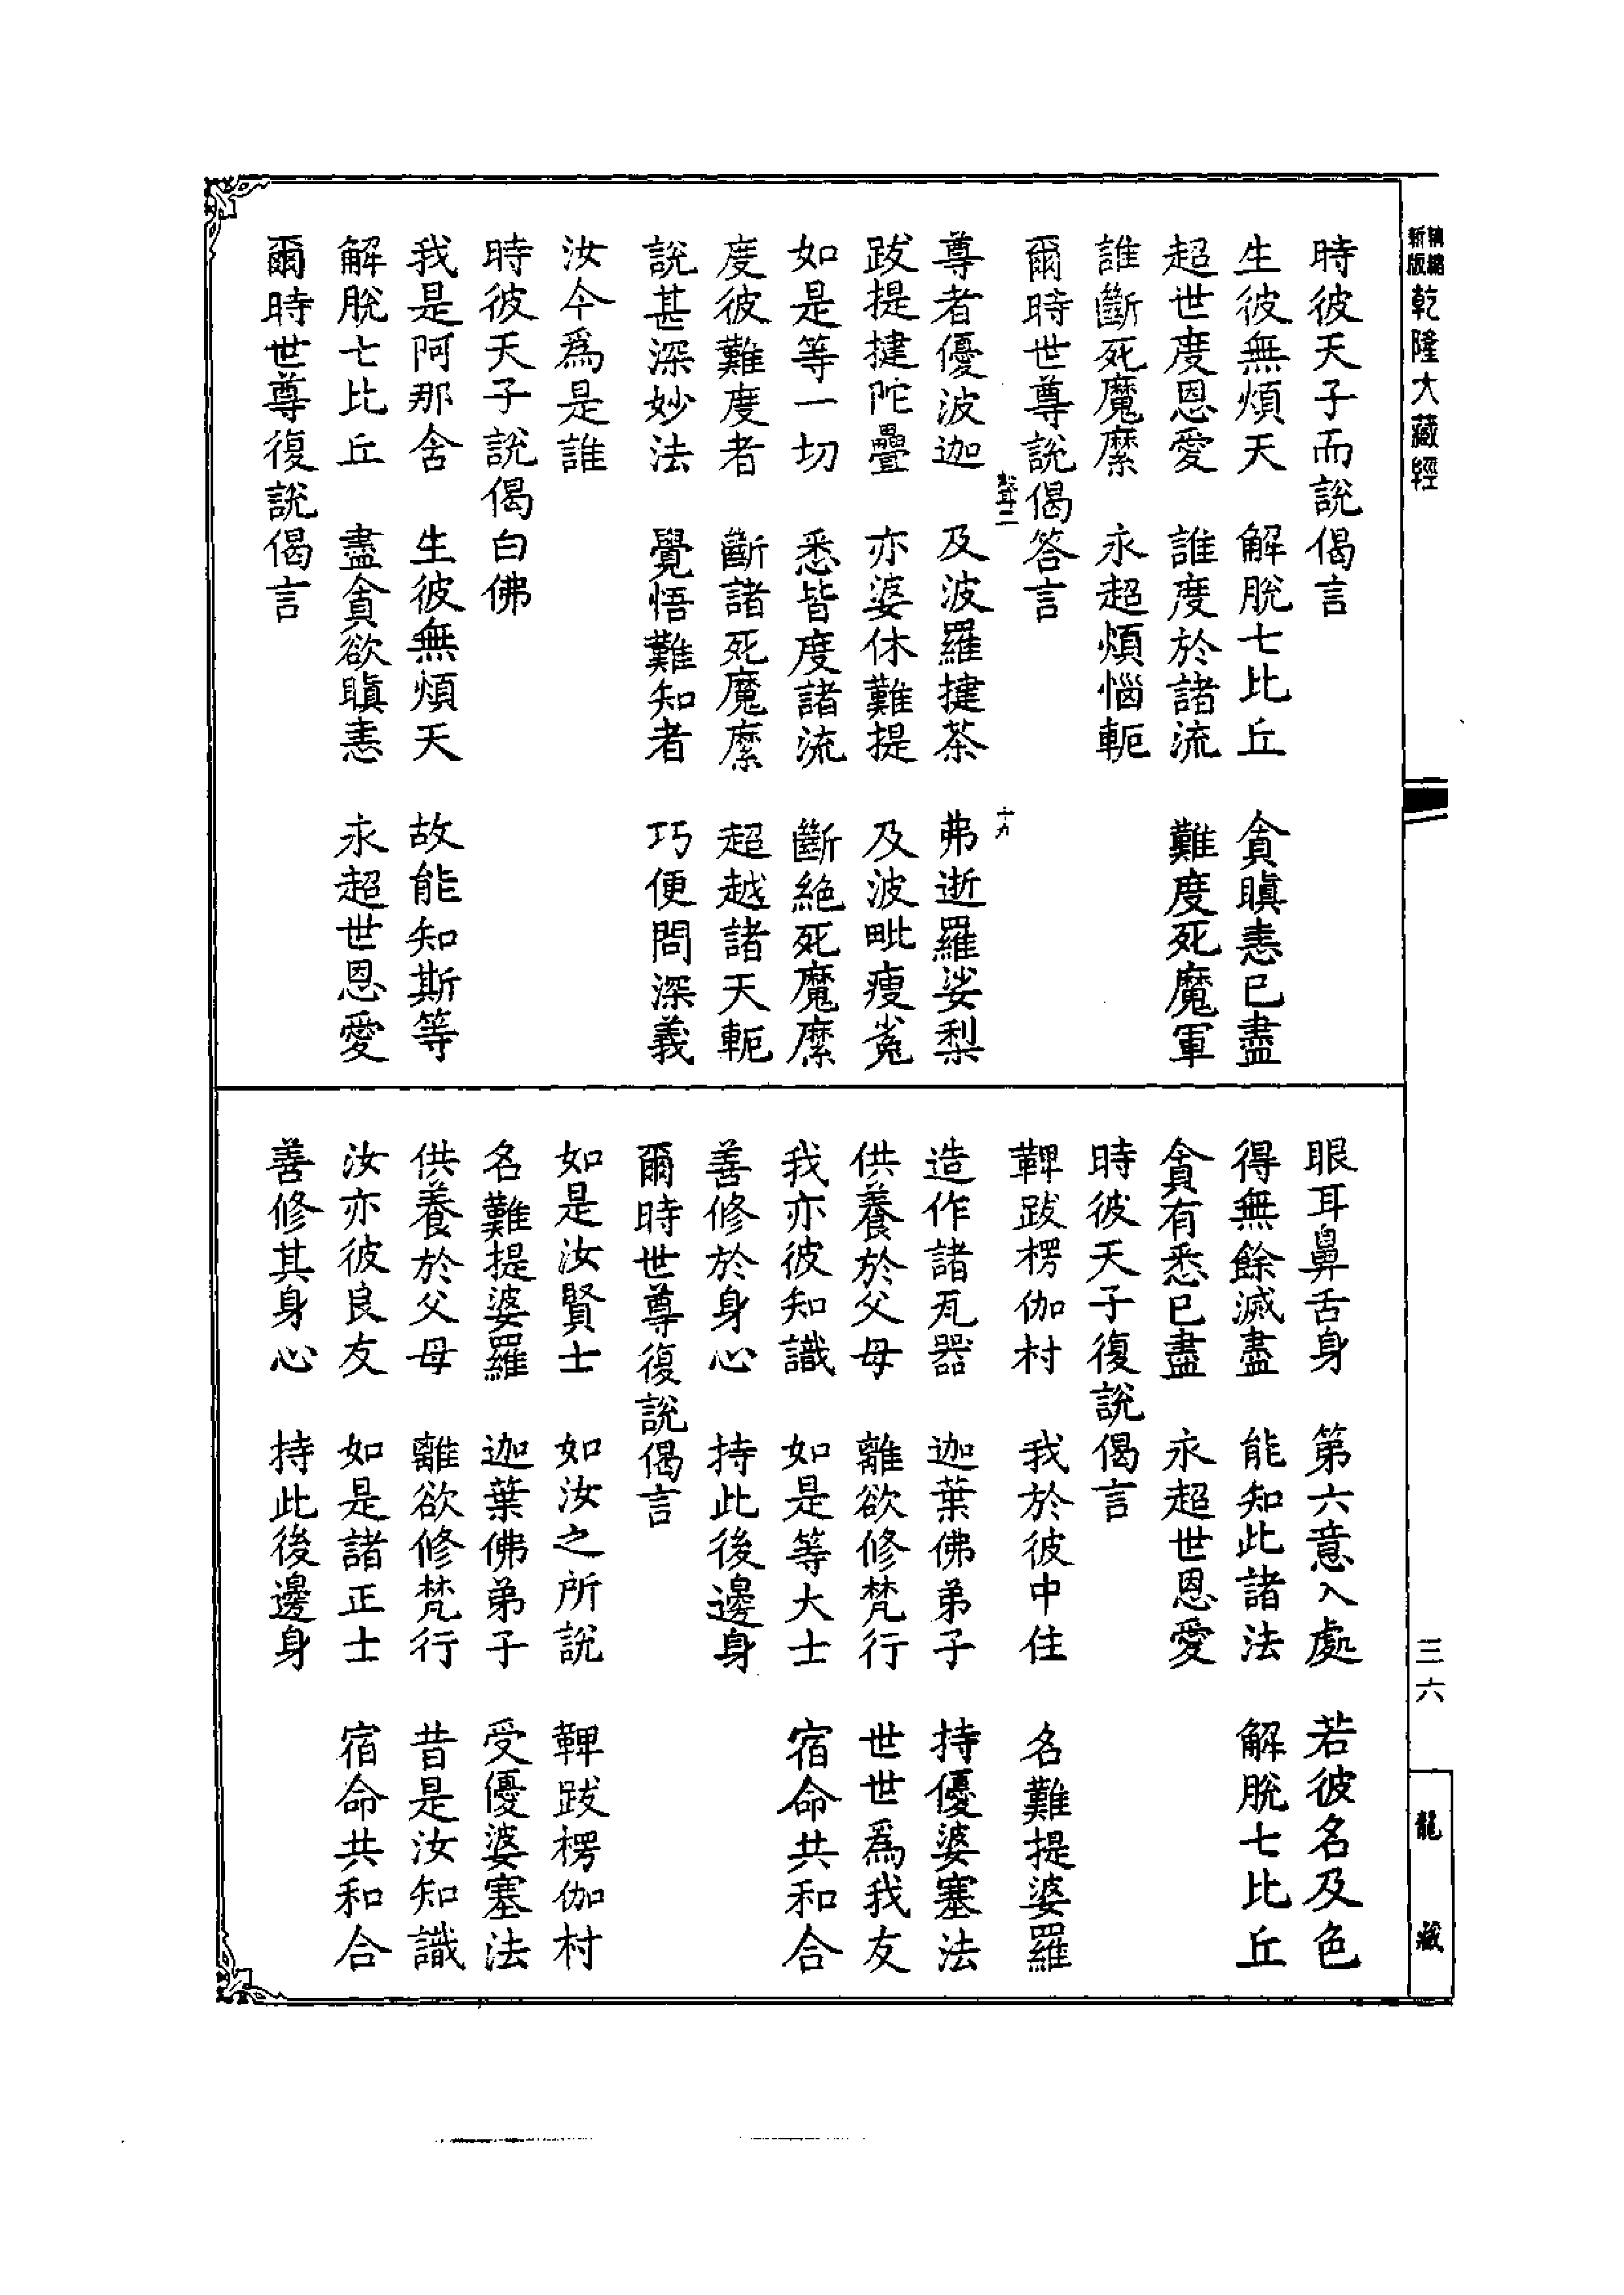 新版 縮
乾隆大藏經
時彼天子而說偈言
生彼無煩天 解脫七比丘 貪瞋恚已盡
超世度恩愛 誰度於諸流 難度死魔軍
誰斷死魔縻 永超煩惱軛
爾時世尊說偈答言
尊者優波迦 及波羅揵茶 弗迦羅娑梨
跋提揵陀疊 亦婆休難提 及波毗瘦㝹
如是等一切 悉皆度諸流 斷絕死魔縻
度彼難度者 斷諸死魔縻 超越諸天軛
說甚深妙法 覺悟難知者 巧便問深義
汝今爲是誰
時彼天子說偈白佛
我是阿那含 生彼無煩天 故能知斯等
解脫七比丘 盡貪欲瞋恚 永超世恩愛
爾時世尊復說偈言
眼耳鼻舌身 第六意入處 若彼名及色
得無餘滅盡 能知此諸法 解脫七比丘
貪有悉已盡 永超世恩愛
時彼天子復說偈言
鞞跋楞伽村 我於彼中住 名難提婆羅
造作諸瓦器 迦葉佛弟子 持優婆塞法
供養於父母 離欲修梵行 世世爲我友
我亦彼知識 如是等大士 宿命共和合
善修於身心 持此後邊身
爾時世尊復說偈言
如是汝賢士 如汝之所說 鞞跋楞伽村
名難提婆羅 迦葉佛弟子 受優婆塞法
供養於父母 離欲修梵行 昔是汝知識
汝亦彼良友 如是諸正士 宿命共和合
善修其身心 持此後邊身
三六
龍藏